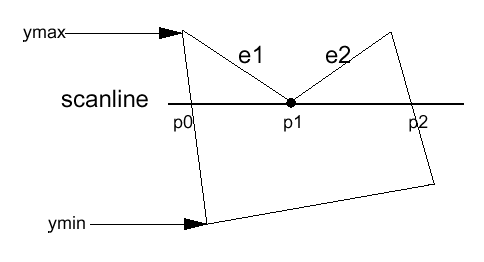 ymax
e1 e2
scanline
p0 p1 p2
ymin